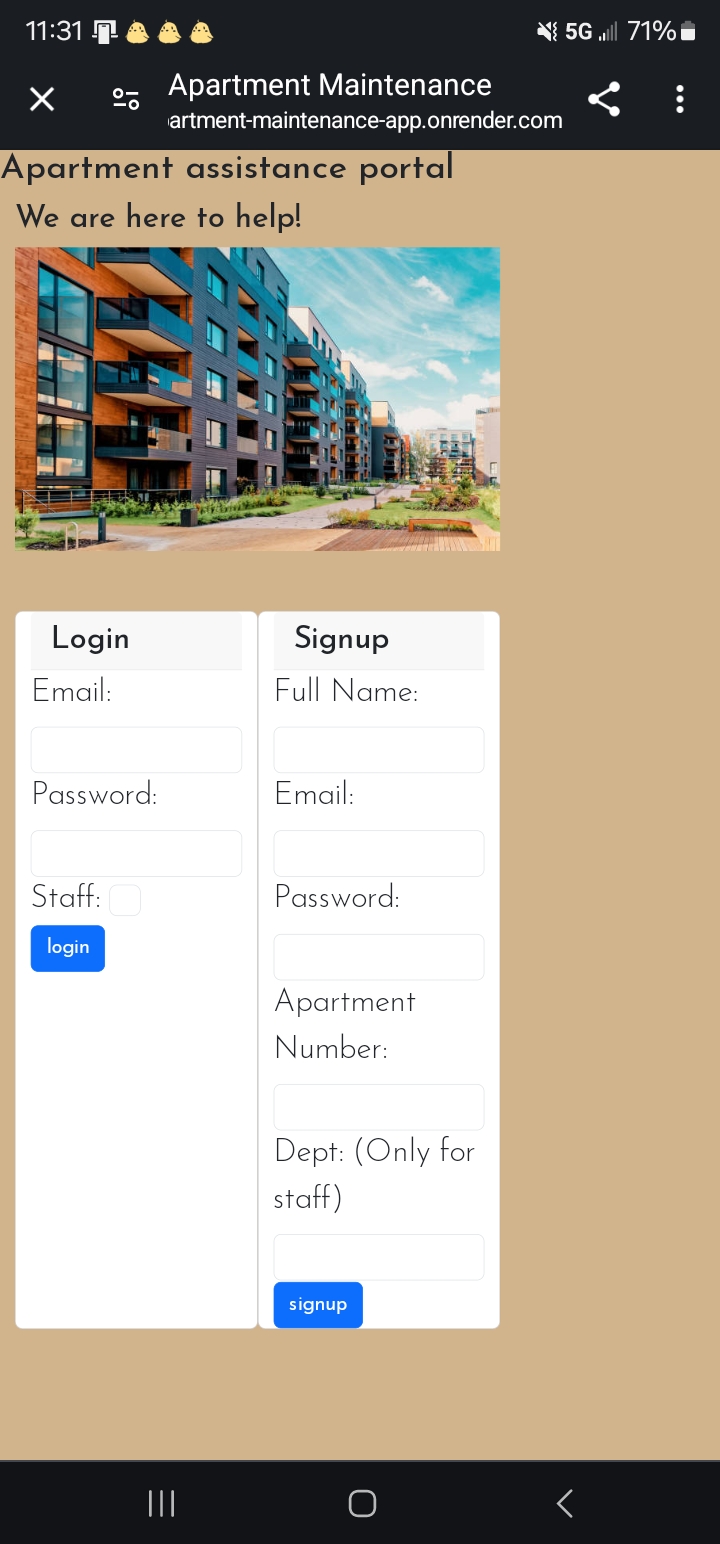 11:31
5G
71%
Apartment Maintenance
artment-maintenance-app.onrender.com
Apartment assistance portal
We are here to help!
Login
Email:
Password:
Staff:
login
Signup
Full Name:
Email:
Password:
Apartment
Number:
Dept: (Only for
staff)
signup